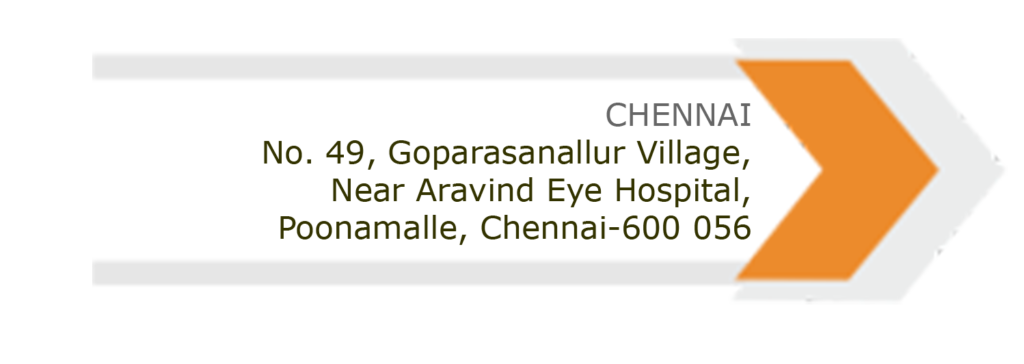 CHENNAI
No. 49, Goparasanallur Village,
Near Aravind Eye Hospital,
Poonamalle, Chennai-600 056